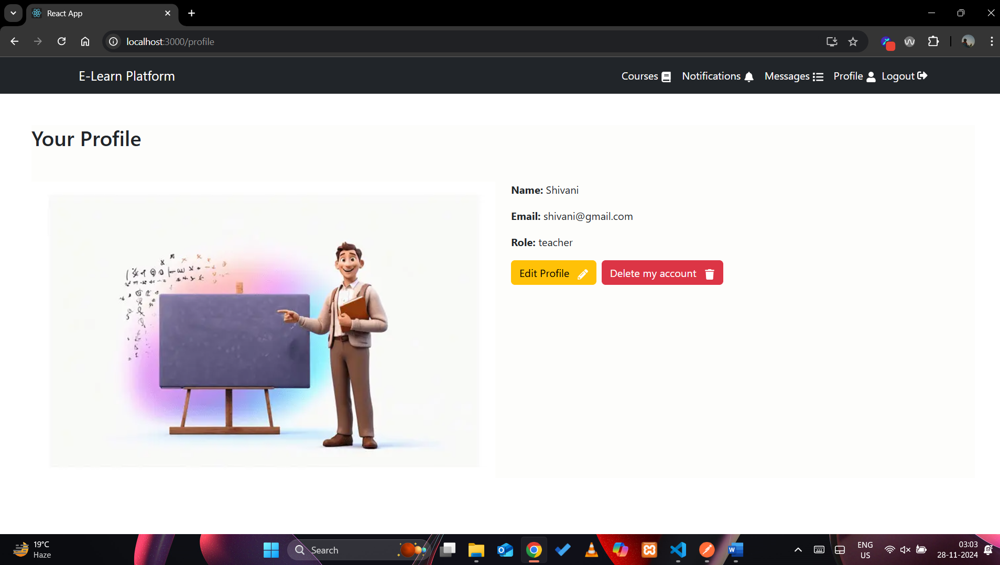 React App
localhost:3000/profile
E-Learn Platform
Courses Notifications Messages Profile Logout
Your Profile
Name: Shivani
Email: shivani@gmail.com
Role: teacher
Edit Profile Delete my account
19°C
Haze
Search
ENG
US
03:03
28-11-2024